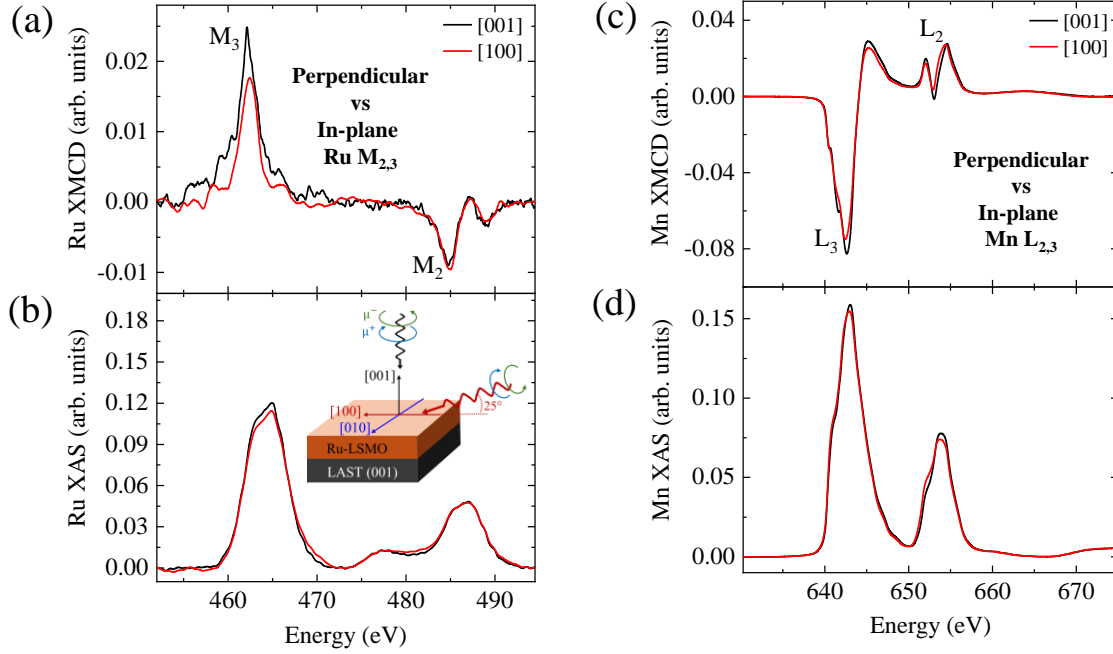 (a)
Ru XMCD (arb. units)
0.02
0.01
0.00
-0.01
M₃
M₂
[001]
[100]
Perpendicular
vs
In-plane
Ru M₂,₃
(b)
Ru XAS (arb. units)
0.18
0.15
0.12
0.09
0.06
0.03
0.00
μ⁻
μ⁺
[001]
[100]
[010]
25°
Ru-LSMO
LAST (001)
460
470
480
490
Energy (eV)
(c)
Mn XMCD (arb. units)
0.04
0.00
-0.04
-0.08
L₃
L₂
[001]
[100]
Perpendicular
vs
In-plane
Mn L₂,₃
(d)
Mn XAS (arb. units)
0.15
0.10
0.05
0.00
640
650
660
670
Energy (eV)